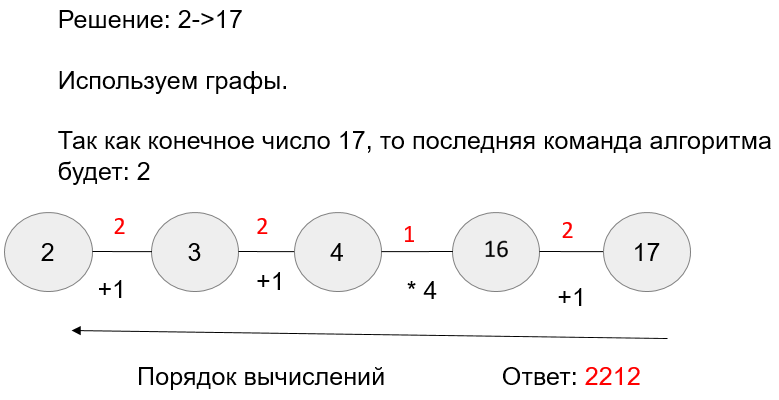 Решение: 2->17
Используем графы.
Так как конечное число 17, то последняя команда алгоритма
будет: 2
2 2 1 2
2 3 4 16 17
+1 +1 * 4 +1
Порядок вычислений Ответ: 2212